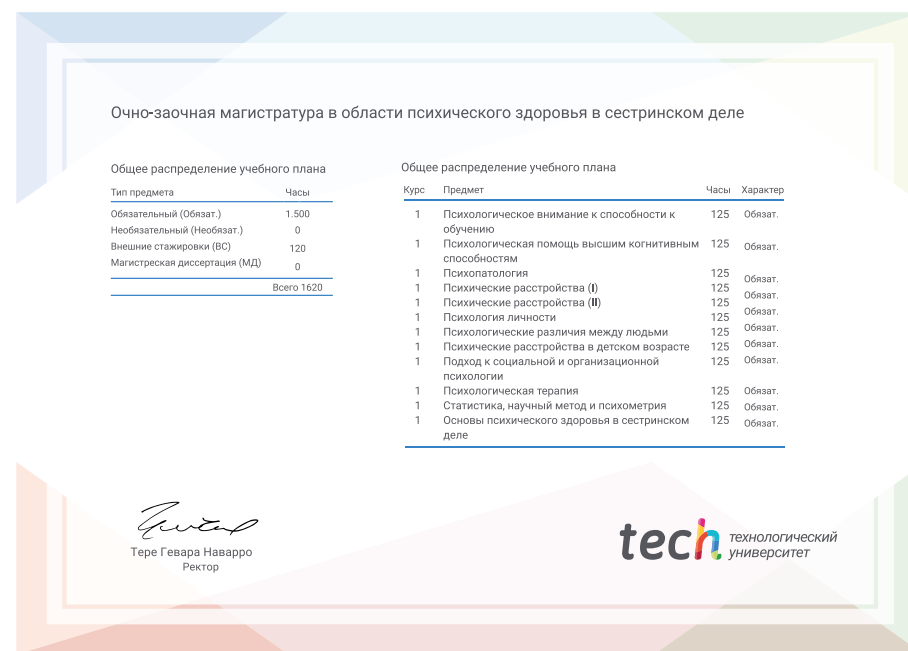 Очно-заочная магистратура в области психического здоровья в сестринском деле
Общее распределение учебного плана
Тип предмета Часы
Обязательный (Обязат.) 1.500
Необязательный (Необязат.) 0
Внешние стажировки (ВС) 120
Магистреская диссертация (МД) 0
Всего 1620
Общее распределение учебного плана
Курс Предмет Часы Характер
1 Психологическое внимание к способности к 125 Обязат.
обучению
1 Психологическая помощь высшим когнитивным 125 Обязат.
способностям
1 Психопатология 125 Обязат.
1 Психические расстройства (I) 125 Обязат.
1 Психические расстройства (II) 125 Обязат.
1 Психология личности 125 Обязат.
1 Психологические различия между людьми 125 Обязат.
1 Психические расстройства в детском возрасте 125 Обязат.
1 Подход к социальной и организационной 125 Обязат.
психологии
1 Психологическая терапия 125 Обязат.
1 Статистика, научный метод и психометрия 125 Обязат.
1 Основы психического здоровья в сестринском 125 Обязат.
деле
Тере Гевара Наварро
Ректор
tech технологический
университет